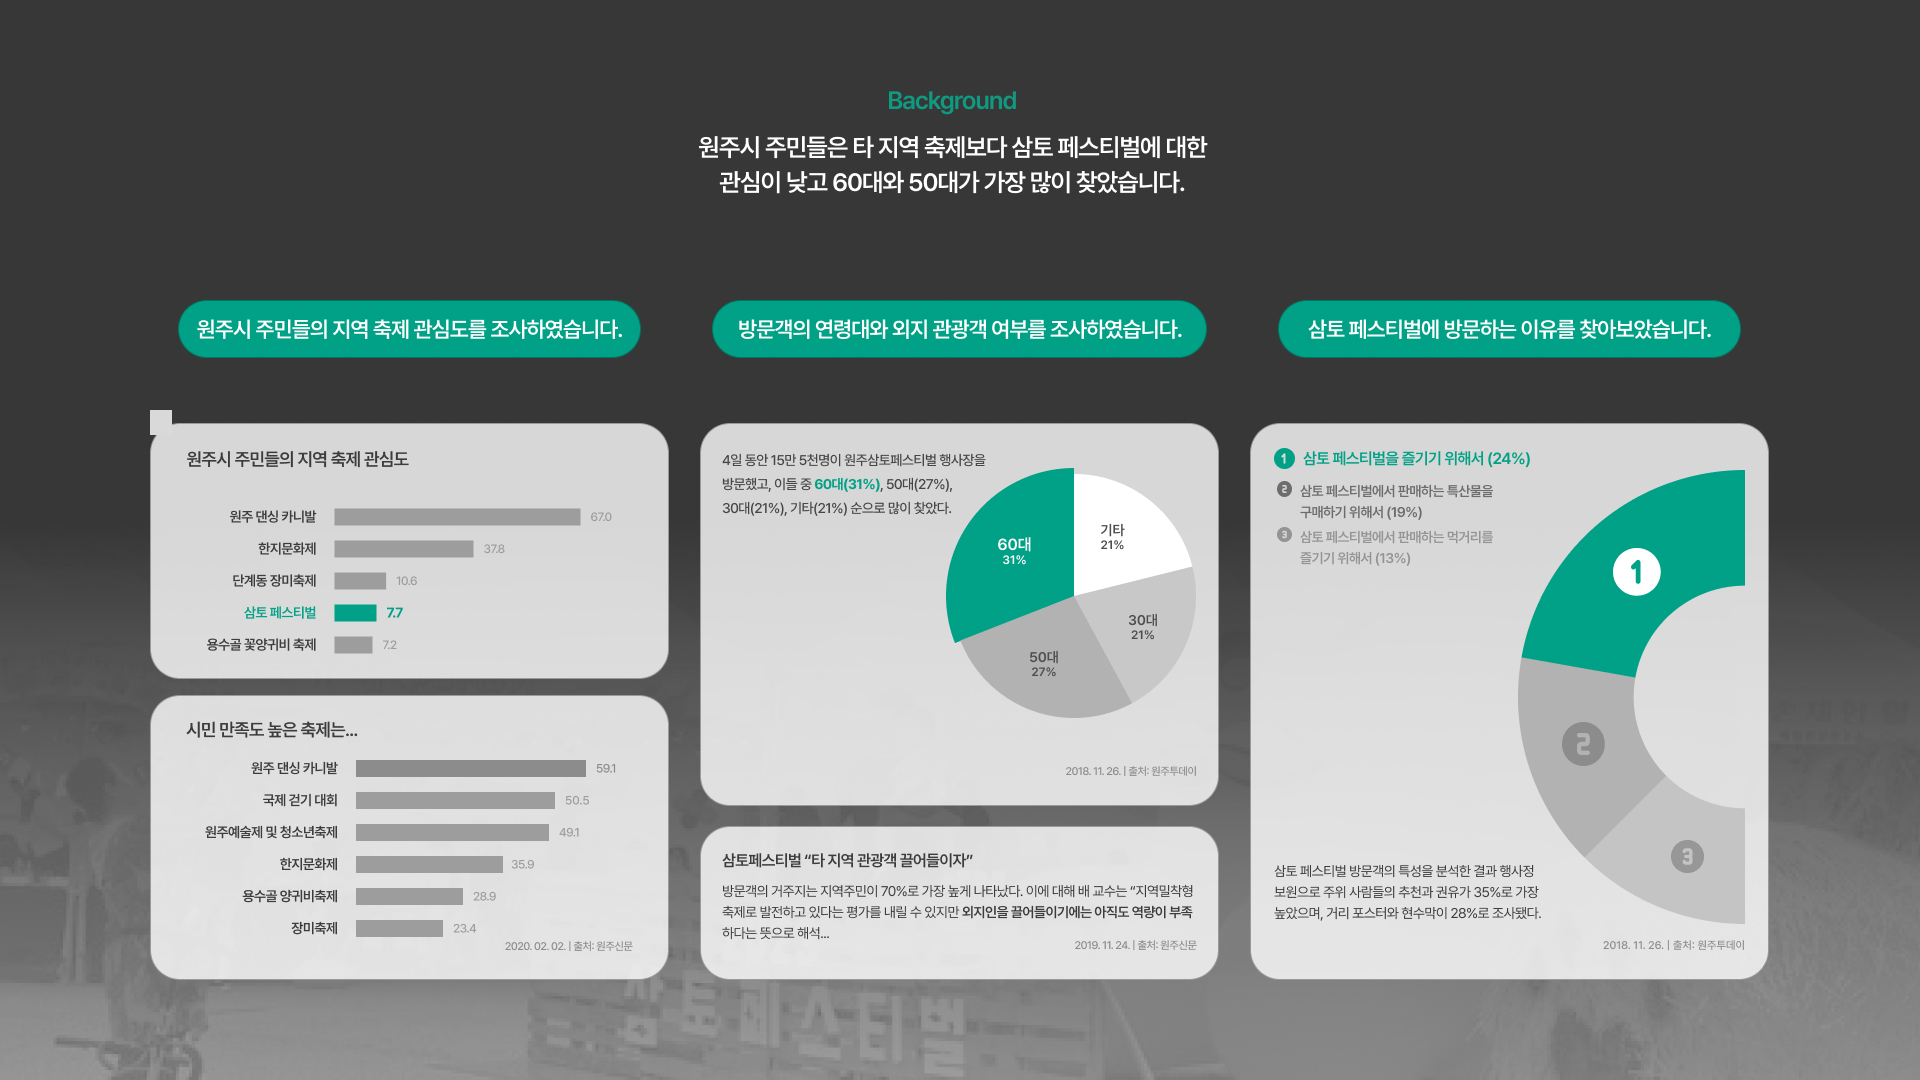 Background
원주시 주민들은 타 지역 축제보다 삼토 페스티벌에 대한
관심이 낮고 60대와 50대가 가장 많이 찾았습니다.
원주시 주민들의 지역 축제 관심도를 조사하였습니다.
원주시 주민들의 지역 축제 관심도
원주 댄싱 카니발 67.0
한지문화제 37.8
단계동 장미축제 10.6
삼토 페스티벌 7.7
용수골 꽃양귀비 축제 7.2
시민 만족도 높은 축제는...
원주 댄싱 카니발 59.1
국제 걷기 대회 50.5
원주예술제 및 청소년축제 49.1
한지문화제 35.9
용수골 양귀비축제 28.9
장미축제 23.4
2020. 02. 02. | 출처: 원주신문
방문객의 연령대와 외지 관광객 여부를 조사하였습니다.
4일 동안 15만 5천명이 원주삼토페스티벌 행사장을
방문했고, 이들 중 60대(31%), 50대(27%),
30대(21%), 기타(21%) 순으로 많이 찾았다.
60대
31%
기타
21%
30대
21%
50대
27%
2018. 11. 26. | 출처: 원주투데이
삼토페스티벌 “타 지역 관광객 끌어들이자”
방문객의 거주지는 지역주민이 70%로 가장 높게 나타났다. 이에 대해 배 교수는 “지역밀착형
축제로 발전하고 있다는 평가를 내릴 수 있지만 외지인을 끌어들이기에는 아직도 역량이 부족
하다는 뜻으로 해석...
2019. 11. 24. | 출처: 원주신문
삼토 페스티벌에 방문하는 이유를 찾아보았습니다.
1 삼토 페스티벌을 즐기기 위해서 (24%)
2 삼토 페스티벌에서 판매하는 특산물을
구매하기 위해서 (19%)
3 삼토 페스티벌에서 판매하는 먹거리를
즐기기 위해서 (13%)
1
2
3
삼토 페스티벌 방문객의 특성을 분석한 결과 행사정
보원으로 주위 사람들의 추천과 권유가 35%로 가장
높았으며, 거리 포스터와 현수막이 28%로 조사됐다.
2018. 11. 26. | 출처: 원주투데이
삼토페스티벌